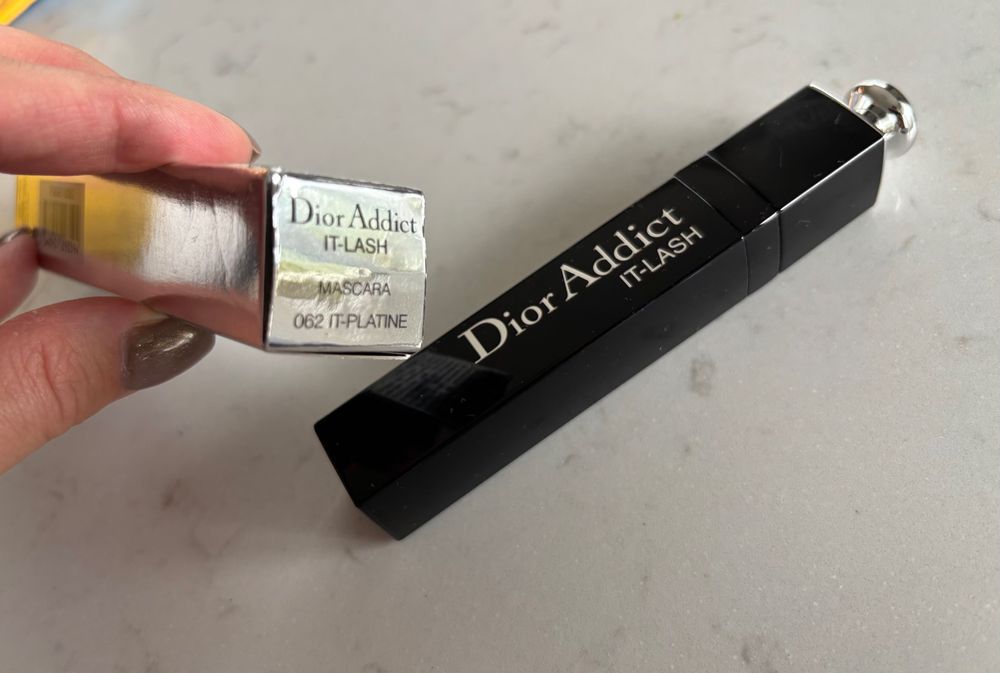 Dior Addict
IT-LASH
MASCARA
062 IT-PLATINE
Dior Addict
IT-LASH